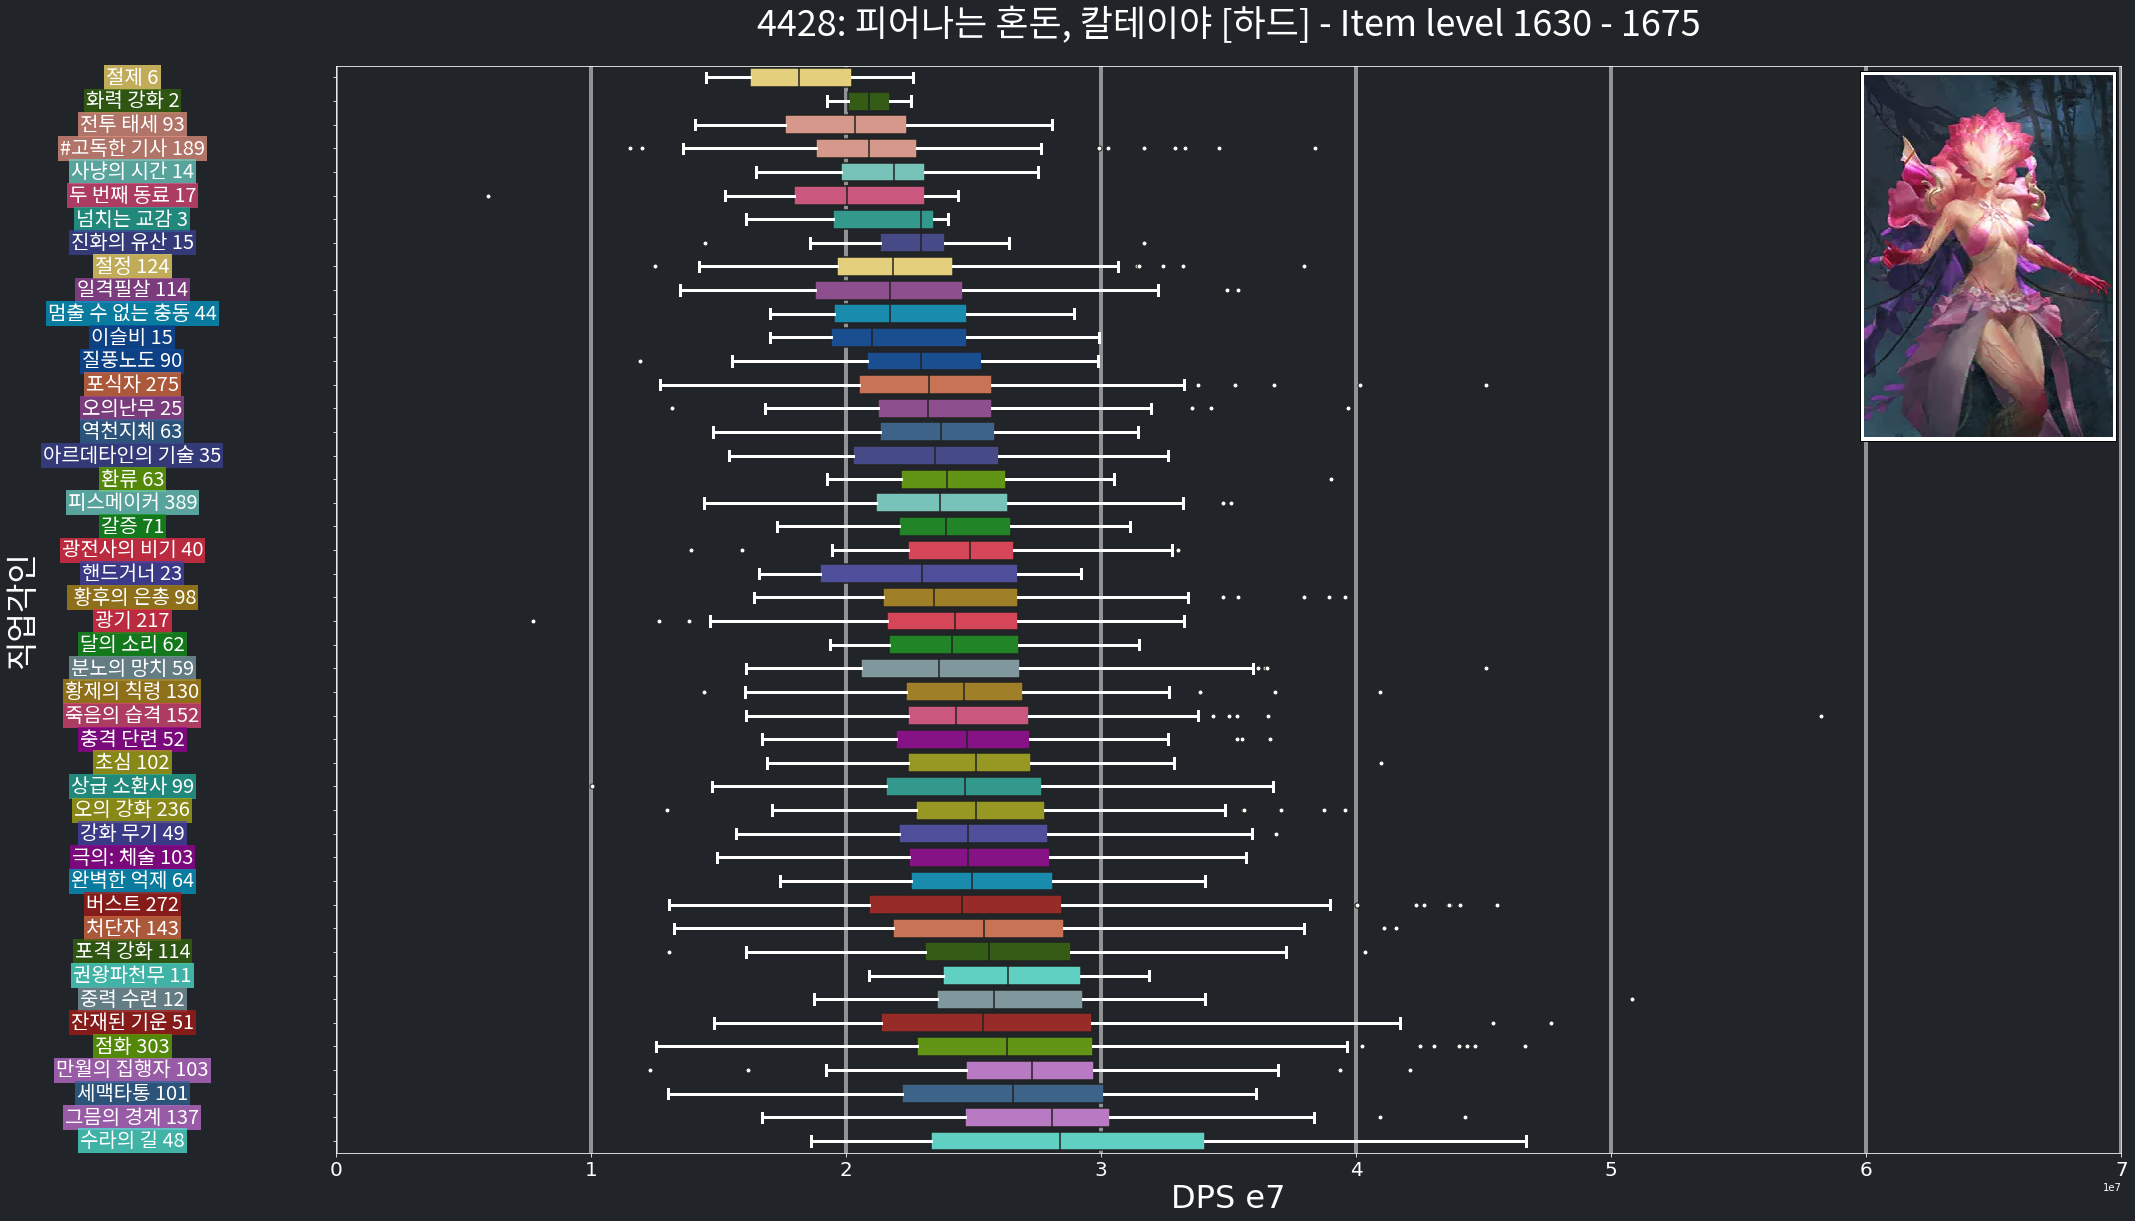 4428: 피어나는 혼돈, 칼테이야 [하드] - Item level 1630 - 1675
직업각인
절제 6
화력 강화 2
전투 태세 93
#고독한 기사 189
사냥의 시간 14
두 번째 동료 17
넘치는 교감 3
진화의 유산 15
절정 124
일격필살 114
멈출 수 없는 충동 44
이슬비 15
질풍노도 90
포식자 275
오의난무 25
역천지체 63
아르데타인의 기술 35
환류 63
피스메이커 389
갈증 71
광전사의 비기 40
핸드거너 23
황후의 은총 98
광기 217
달의 소리 62
분노의 망치 59
황제의 칙령 130
죽음의 습격 152
충격 단련 52
초심 102
상급 소환사 99
오의 강화 236
강화 무기 49
극의: 체술 103
완벽한 억제 64
버스트 272
처단자 143
포격 강화 114
권왕파천무 11
중력 수련 12
잔재된 기운 51
점화 303
만월의 집행자 103
세맥타통 101
그믐의 경계 137
수라의 길 48
0 1 2 3 4 5 6 7
1e7
DPS e7